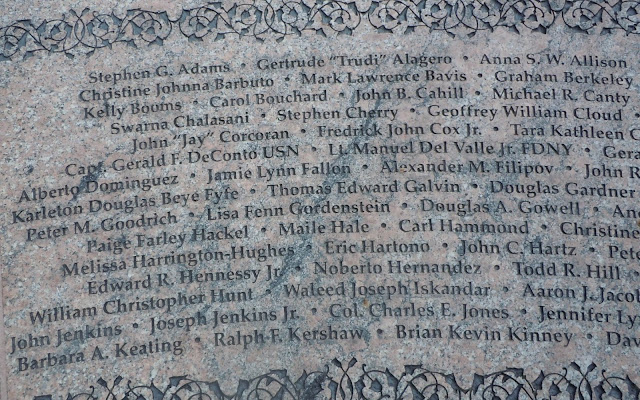 Stephen G. Adams • Gertrude "Trudi" Alagero • Anna S. W. Allison
Christine Johnna Barbuto • Mark Lawrence Bavis • Graham Berkeley
Kelly Booms • Carol Bouchard • John B. Cahill • Michael R. Canty
Swarna Chalasani • Stephen Cherry • Geoffrey William Cloud
John "Jay" Corcoran • Fredrick John Cox Jr. • Tara Kathleen
Capt. Gerald F. DeConto USN • Lt. Manuel Del Valle Jr. FDNY •
Alberto Dominguez • Jamie Lynn Fallon • Alexander M. Filipov • John
Karleton Douglas Beye Fyfe • Thomas Edward Galvin • Douglas Gardner
Peter M. Goodrich • Lisa Fenn Gordenstein • Douglas A. Gowell •
Paige Farley Hackel • Maile Hale • Carl Hammond • Christine
Melissa Harrington-Hughes • Eric Hartono • John C. Hartz •
Edward R. Hennessy Jr. • Noberto Hernandez • Todd R. Hill
William Christopher Hunt • Waleed Joseph Iskandar • Aaron J.
John Jenkins • Joseph Jenkins Jr. • Col. Charles E. Jones • Jennifer
Barbara A. Keating • Ralph F. Kershaw • Brian Kevin Kinney •